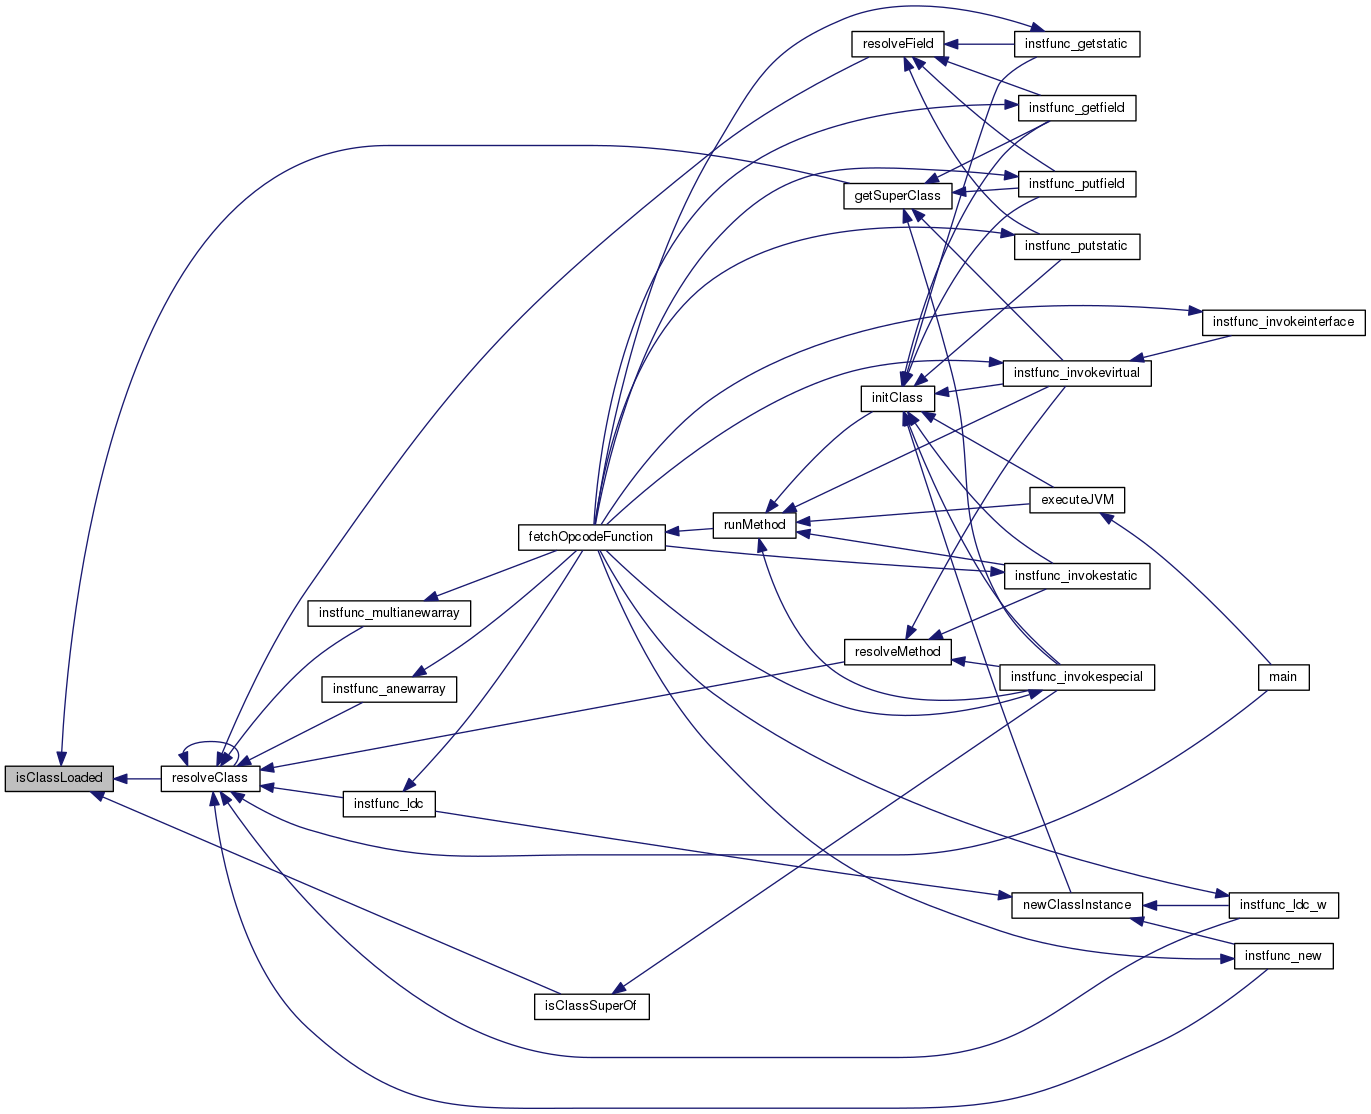 resolveField
instfunc_getstatic
instfunc_getfield
getSuperClass
instfunc_putfield
instfunc_putstatic
instfunc_invokeinterface
instfunc_invokevirtual
initClass
executeJVM
runMethod
fetchOpcodeFunction
instfunc_invokestatic
instfunc_multianewarray
resolveMethod
instfunc_invokespecial
main
instfunc_anewarray
isClassLoaded
resolveClass
instfunc_ldc
newClassInstance
instfunc_ldc_w
instfunc_new
isClassSuperOf